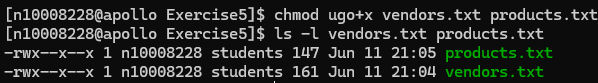 [n10008228@apollo Exercise5]$ chmod ugo+x vendors.txt products.txt
[n10008228@apollo Exercise5]$ ls -l vendors.txt products.txt
-rwx--x--x 1 n10008228 students 147 Jun 11 21:05 products.txt
-rwx--x--x 1 n10008228 students 161 Jun 11 21:04 vendors.txt